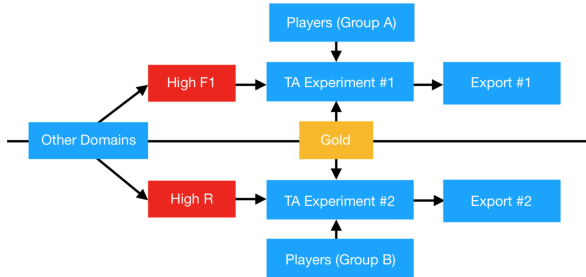 Players (Group A)
High F1
TA Experiment #1
Export #1
Other Domains
Gold
High R
TA Experiment #2
Export #2
Players (Group B)